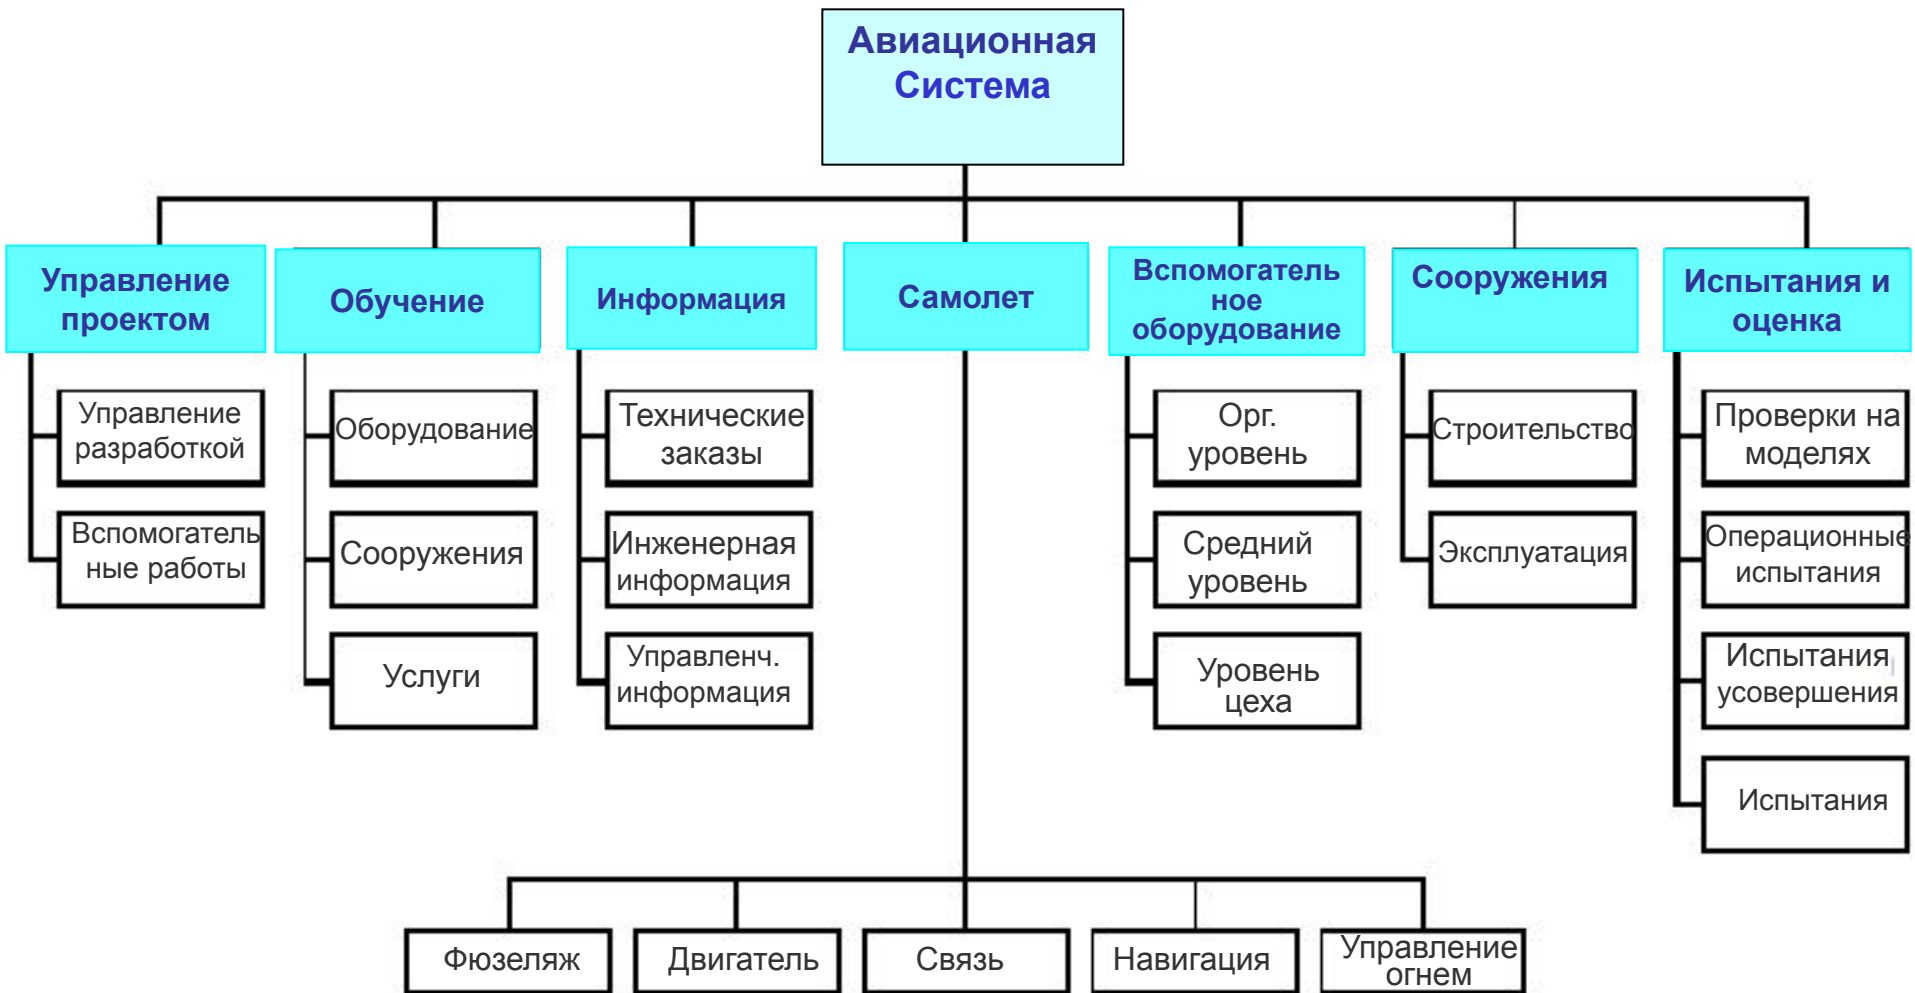 Авиационная
Система
Управление
проектом
Обучение
Информация
Самолет
Вспомогатель
ное
оборудование
Сооружения
Испытания и
оценка
Управление
разработкой
Вспомогатель
ные работы
Оборудование
Сооружения
Услуги
Технические
заказы
Инженерная
информация
Управленч.
информация
Орг.
уровень
Средний
уровень
Уровень
цеха
Строительство
Эксплуатация
Проверки на
моделях
Операционные
испытания
Испытания
усовершения
Испытания
Фюзеляж
Двигатель
Связь
Навигация
Управление
огнем